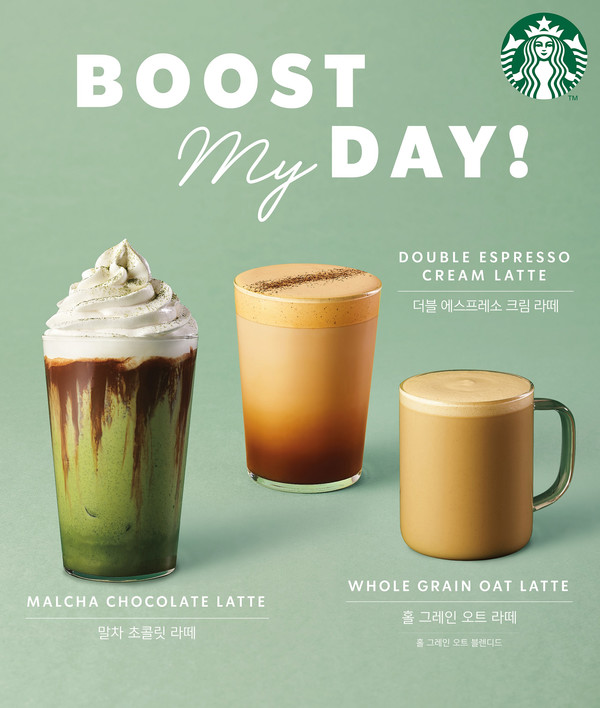 BOOST
My DAY!
TM
DOUBLE ESPRESSO
CREAM LATTE
더블 에스프레소 크림 라떼
MALCHA CHOCOLATE LATTE
말차 초콜릿 라떼
WHOLE GRAIN OAT LATTE
홀 그레인 오트 라떼
홀 그레인 오트 블렌디드